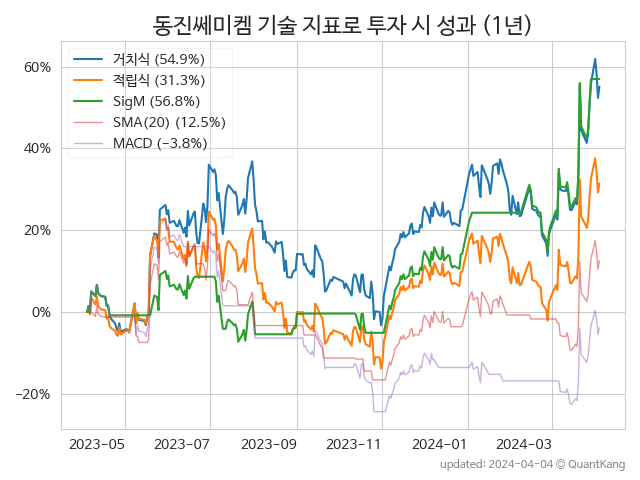 동진쎄미켐 기술 지표로 투자 시 성과 (1년)
거치식 (54.9%)
적립식 (31.3%)
SigM (56.8%)
SMA(20) (12.5%)
MACD (−3.8%)
60%
40%
20%
0%
−20%
2023-05
2023-07
2023-09
2023-11
2024-01
2024-03
updated: 2024-04-04 © QuantKang